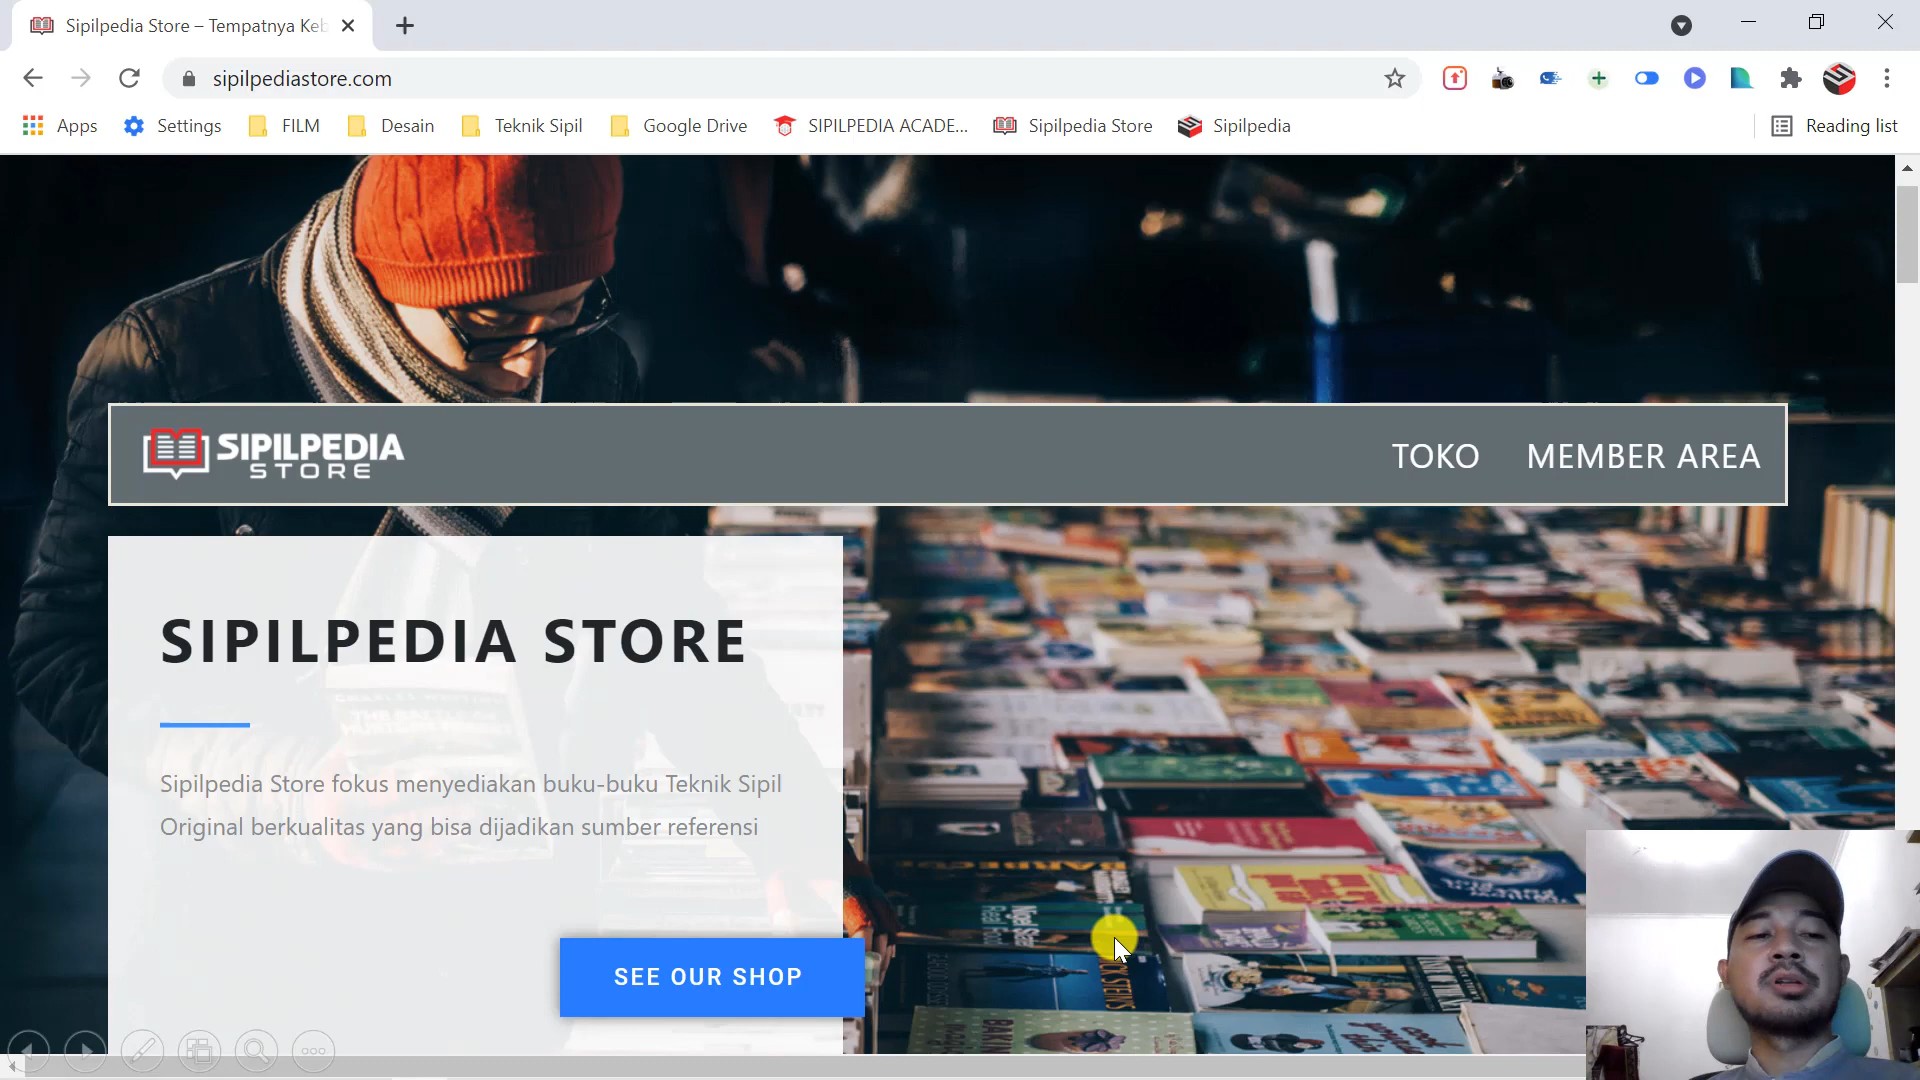 Sipilpedia Store – Tempatnya Keb
sipilpediastore.com
Apps
Settings
FILM
Desain
Teknik Sipil
Google Drive
SIPILPEDIA ACADE...
Sipilpedia Store
Sipilpedia
Reading list
SIPILPEDIA
STORE
TOKO
MEMBER AREA
SIPILPEDIA STORE
Sipilpedia Store fokus menyediakan buku-buku Teknik Sipil
Original berkualitas yang bisa dijadikan sumber referensi
SEE OUR SHOP